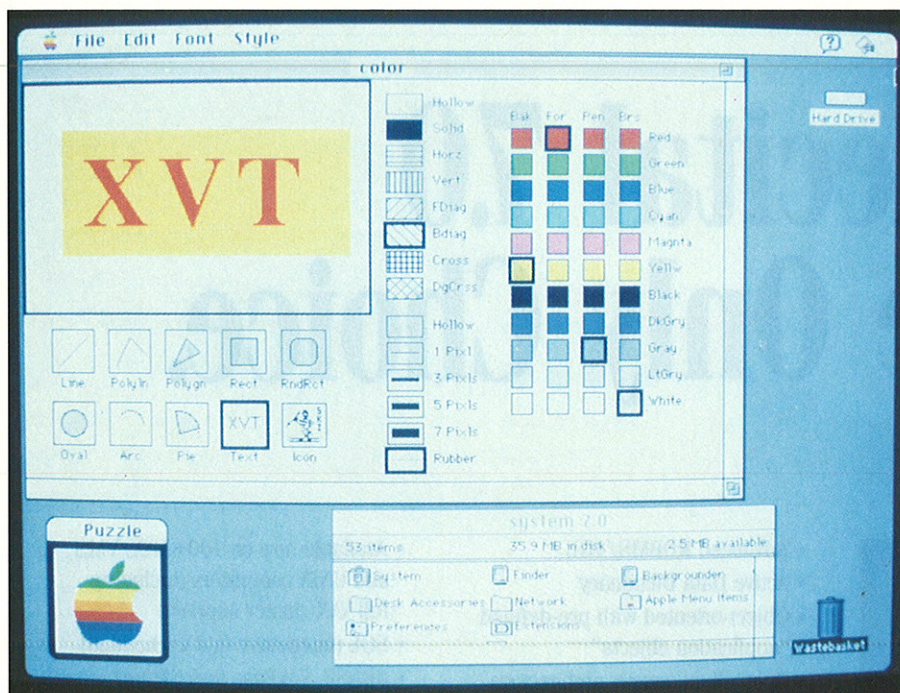 File Edit Font Style
color
Hard Drive
XVT
Hollow
Solid
Horz
Vert
FDiag
Bdiag
Cross
DgCrss
Hollow
1 Pixl
3 Pixls
5 Pixls
7 Pixls
Rubber
Bak For Pen Brs
Red
Green
Blue
Cyan
Magnta
Yellw
Black
DkGry
Gray
LtGry
White
Line Polyln Polygn Rect RndRct
XVT
Oval Arc Pie Text Icon
Puzzle
system 7.0
53 items 35.9 MB in disk 2.5 MB available
System Finder Backgrounder
Desk Accessories Network Apple Menu Items
Preferences Extensions
Wastebasket